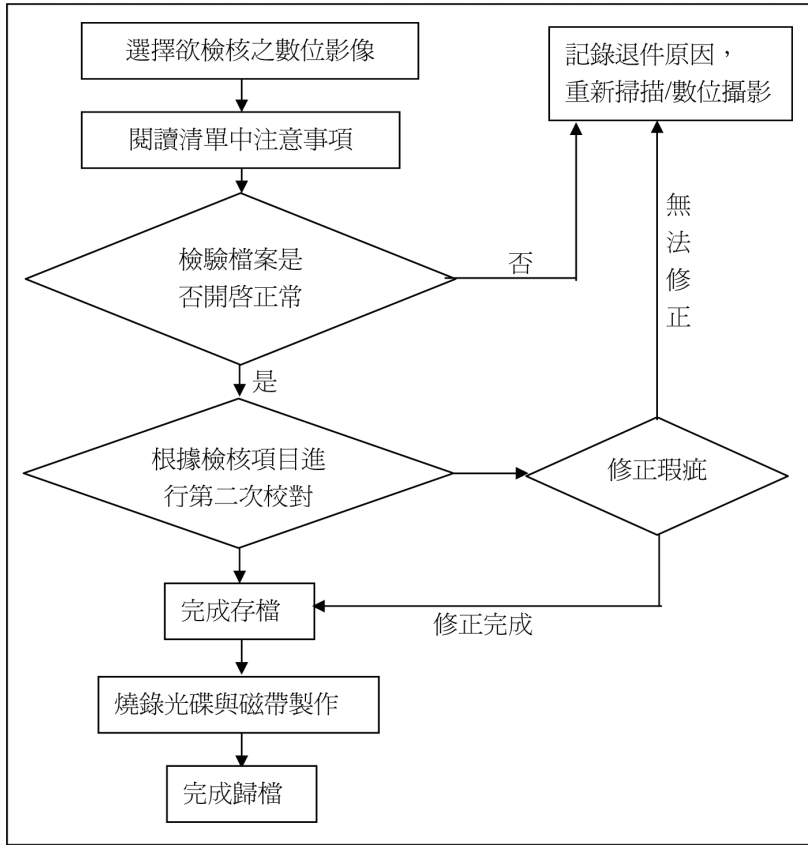 選擇欲檢核之數位影像
記錄退件原因，
重新掃描/數位攝影
閱讀清單中注意事項
檢驗檔案是
否開啓正常
否
無法修正
是
根據檢核項目進
行第二次校對
修正瑕疵
完成存檔
修正完成
燒錄光碟與磁帶製作
完成歸檔